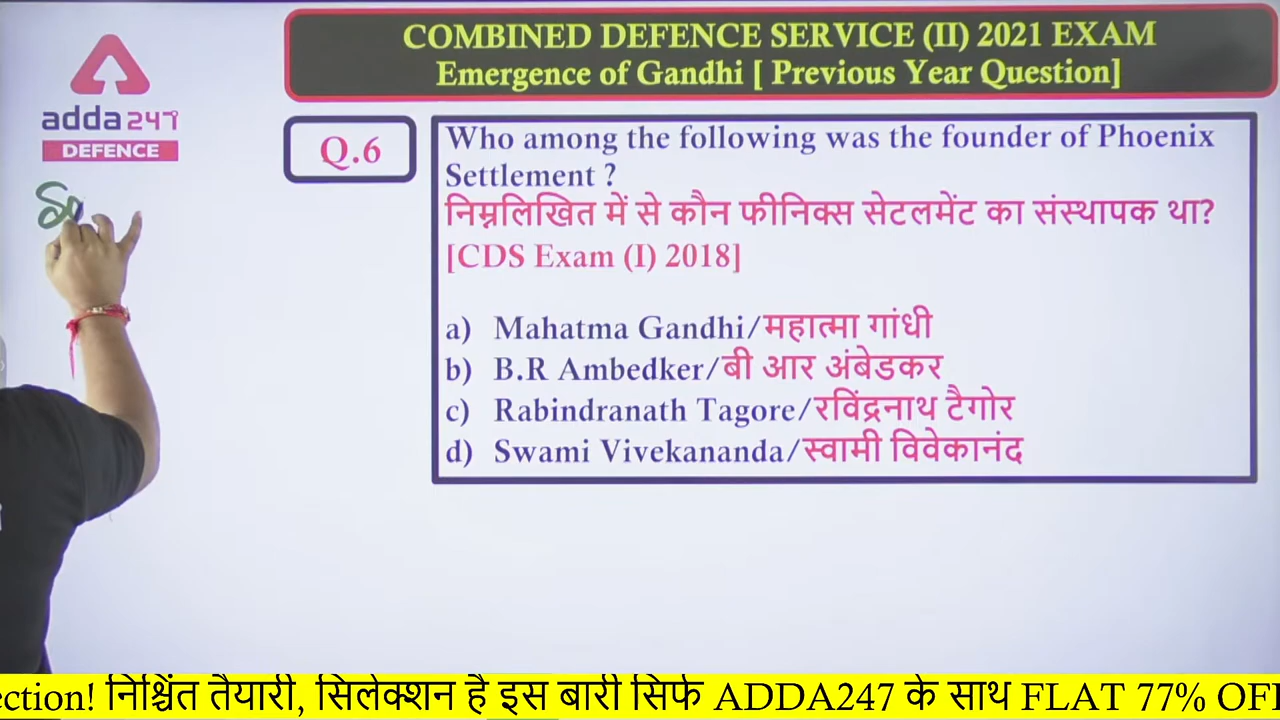 COMBINED DEFENCE SERVICE (II) 2021 EXAM
Emergence of Gandhi [ Previous Year Question]
adda247
DEFENCE
Q.6
Who among the following was the founder of Phoenix
Settlement ?
निम्नलिखित में से कौन फीनिक्स सेटलमेंट का संस्थापक था?
[CDS Exam (I) 2018]
a) Mahatma Gandhi/महात्मा गांधी
b) B.R Ambedker/बी आर अंबेडकर
c) Rabindranath Tagore/रविंद्रनाथ टैगोर
d) Swami Vivekananda/स्वामी विवेकानंद
ection! निश्चिंत तैयारी, सिलेक्शन है इस बारी सिर्फ ADDA247 के साथ FLAT 77% OFF